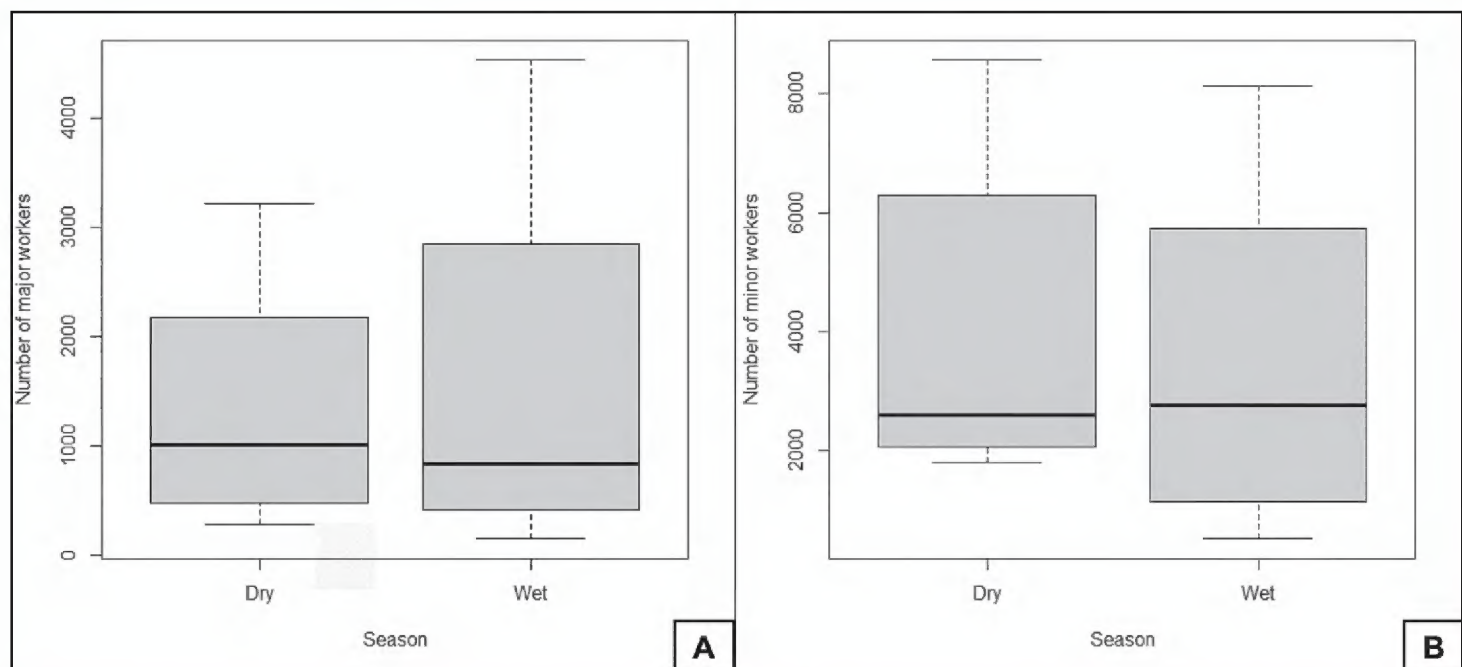 Number of major workers
4000
3000
2000
1000
0
Dry
Wet
Season
A
Number of minor workers
8000
6000
4000
2000
Dry
Wet
Season
B